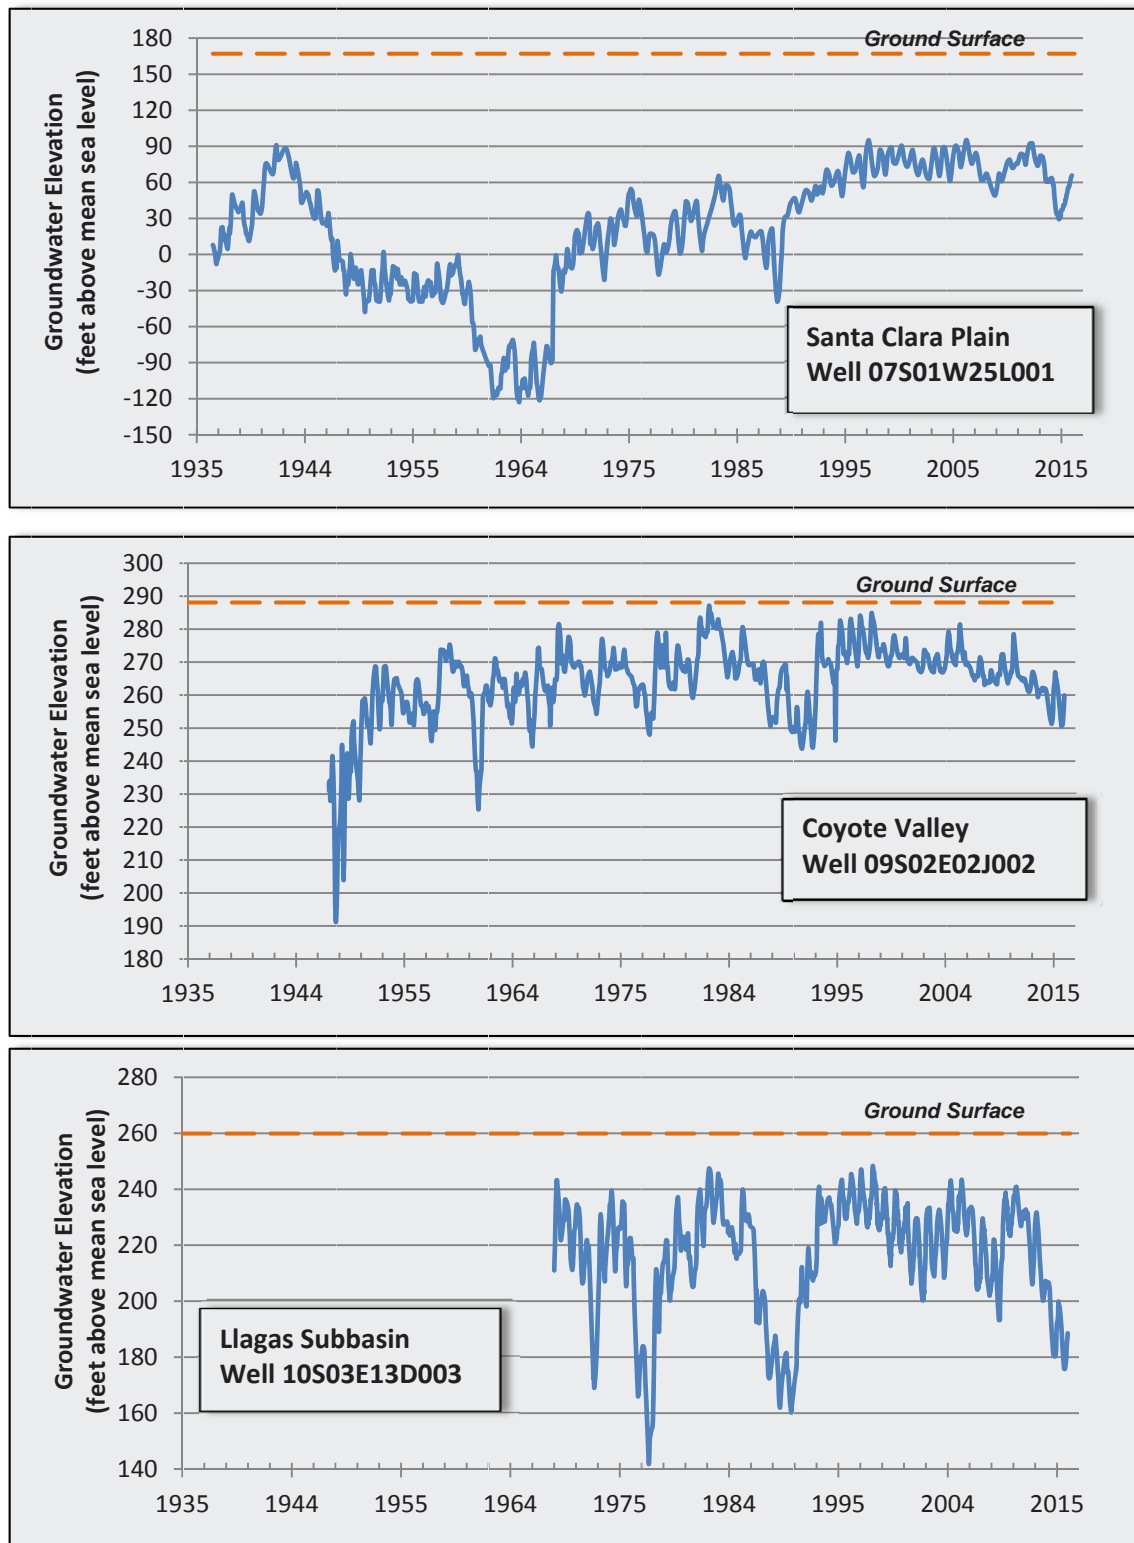 Groundwater Elevation
(feet above mean sea level)
180
150
120
90
60
30
0
-30
-60
-90
-120
-150
Ground Surface
Santa Clara Plain
Well 07S01W25L001
1935 1944 1955 1964 1975 1985 1995 2005 2015
Groundwater Elevation
(feet above mean sea level)
300
290
280
270
260
250
240
230
220
210
200
190
180
Ground Surface
Coyote Valley
Well 09S02E02J002
1935 1944 1955 1964 1975 1984 1995 2004 2015
Groundwater Elevation
(feet above mean sea level)
280
260
240
220
200
180
160
140
Ground Surface
Llagas Subbasin
Well 10S03E13D003
1935 1944 1955 1964 1975 1984 1995 2004 2015